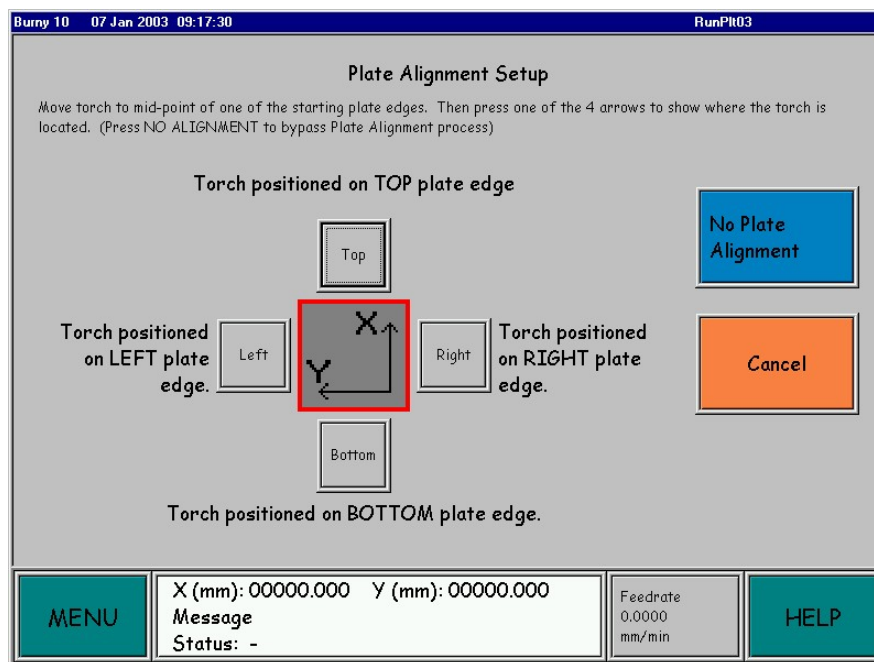 Burny 10 07 Jan 2003 09:17:30 RunPlt03
Plate Alignment Setup
Move torch to mid-point of one of the starting plate edges. Then press one of the 4 arrows to show where the torch is
located. (Press NO ALIGNMENT to bypass Plate Alignment process)
Torch positioned on TOP plate edge
No Plate
Alignment
Top
Torch positioned
on LEFT plate
edge.
Left
X
Y
Right
Torch positioned
on RIGHT plate
edge.
Cancel
Bottom
Torch positioned on BOTTOM plate edge.
MENU
X (mm): 00000.000 Y (mm): 00000.000
Message
Status: -
Feedrate
0.0000
mm/min
HELP